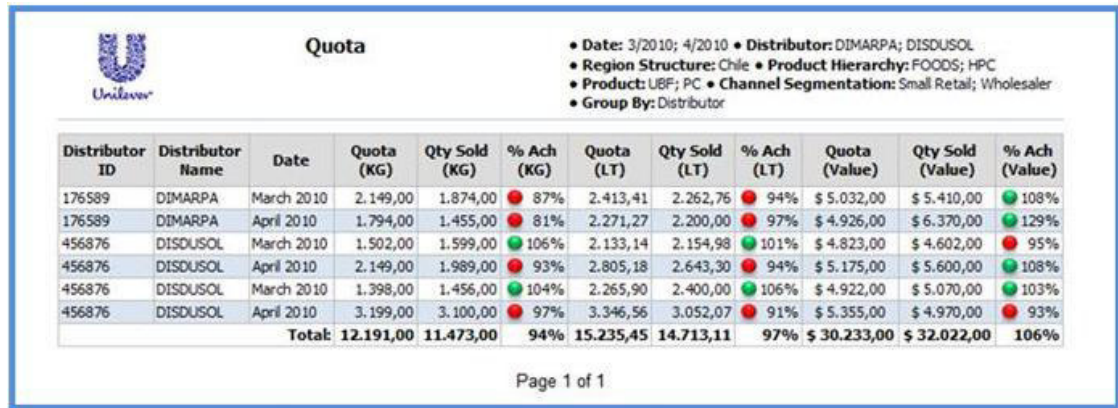 Unilever
Quota
• Date: 3/2010; 4/2010 • Distributor: DIMARPA; DISDUSOL
• Region Structure: Chile • Product Hierarchy: FOODS; HPC
• Product: UBF; PC • Channel Segmentation: Small Retail; Wholesaler
• Group By: Distributor
Distributor ID Distributor Name Date Quota (KG) Qty Sold (KG) % Ach (KG) Quota (LT) Qty Sold (LT) % Ach (LT) Quota (Value) Qty Sold (Value) % Ach (Value)
176589 DIMARPA March 2010 2.149,00 1.874,00 87% 2.413,41 2.262,76 94% $ 5.032,00 $ 5.410,00 108%
176589 DIMARPA April 2010 1.794,00 1.455,00 81% 2.271,27 2.200,00 97% $ 4.926,00 $ 6.370,00 129%
456876 DISDUSOL March 2010 1.502,00 1.599,00 106% 2.133,14 2.154,98 101% $ 4.823,00 $ 4.602,00 95%
456876 DISDUSOL April 2010 2.149,00 1.989,00 93% 2.805,18 2.643,30 94% $ 5.175,00 $ 5.600,00 108%
456876 DISDUSOL March 2010 1.398,00 1.456,00 104% 2.265,90 2.400,00 106% $ 4.922,00 $ 5.070,00 103%
456876 DISDUSOL April 2010 3.199,00 3.100,00 97% 3.346,56 3.052,07 91% $ 5.355,00 $ 4.970,00 93%
Total: 12.191,00 11.473,00 94% 15.235,45 14.713,11 97% $ 30.233,00 $ 32.022,00 106%
Page 1 of 1